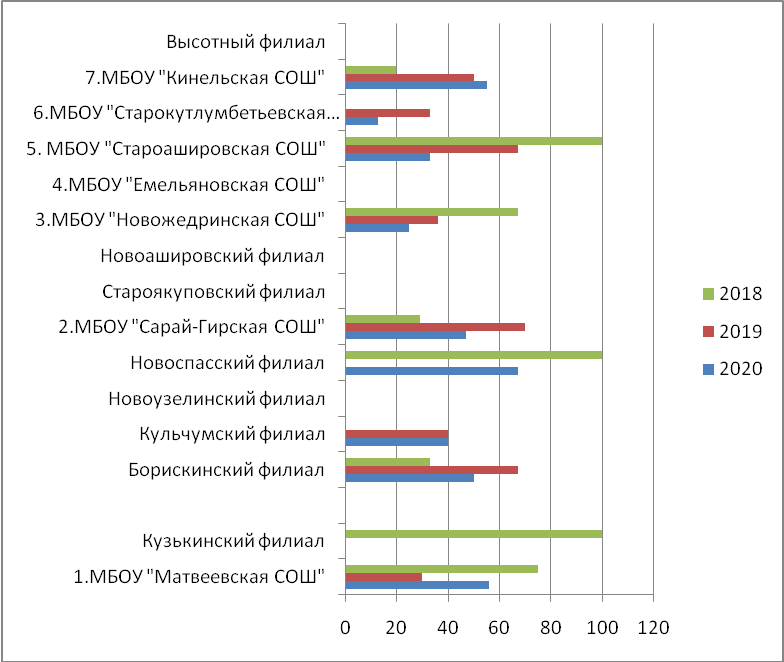 Высотный филиал
7.МБОУ "Кинельская СОШ"
6.МБОУ "Старокутлумбетьевская...
5. МБОУ "Староашировская СОШ"
4.МБОУ "Емельяновская СОШ"
3.МБОУ "Новожедринская СОШ"
Новоашировский филиал
Староякуповский филиал
2.МБОУ "Сарай-Гирская СОШ"
Новоспасский филиал
Новоузелинский филиал
Кульчумский филиал
Борискинский филиал
Кузькинский филиал
1.МБОУ "Матвеевская СОШ"
0 20 40 60 80 100 120
2018
2019
2020